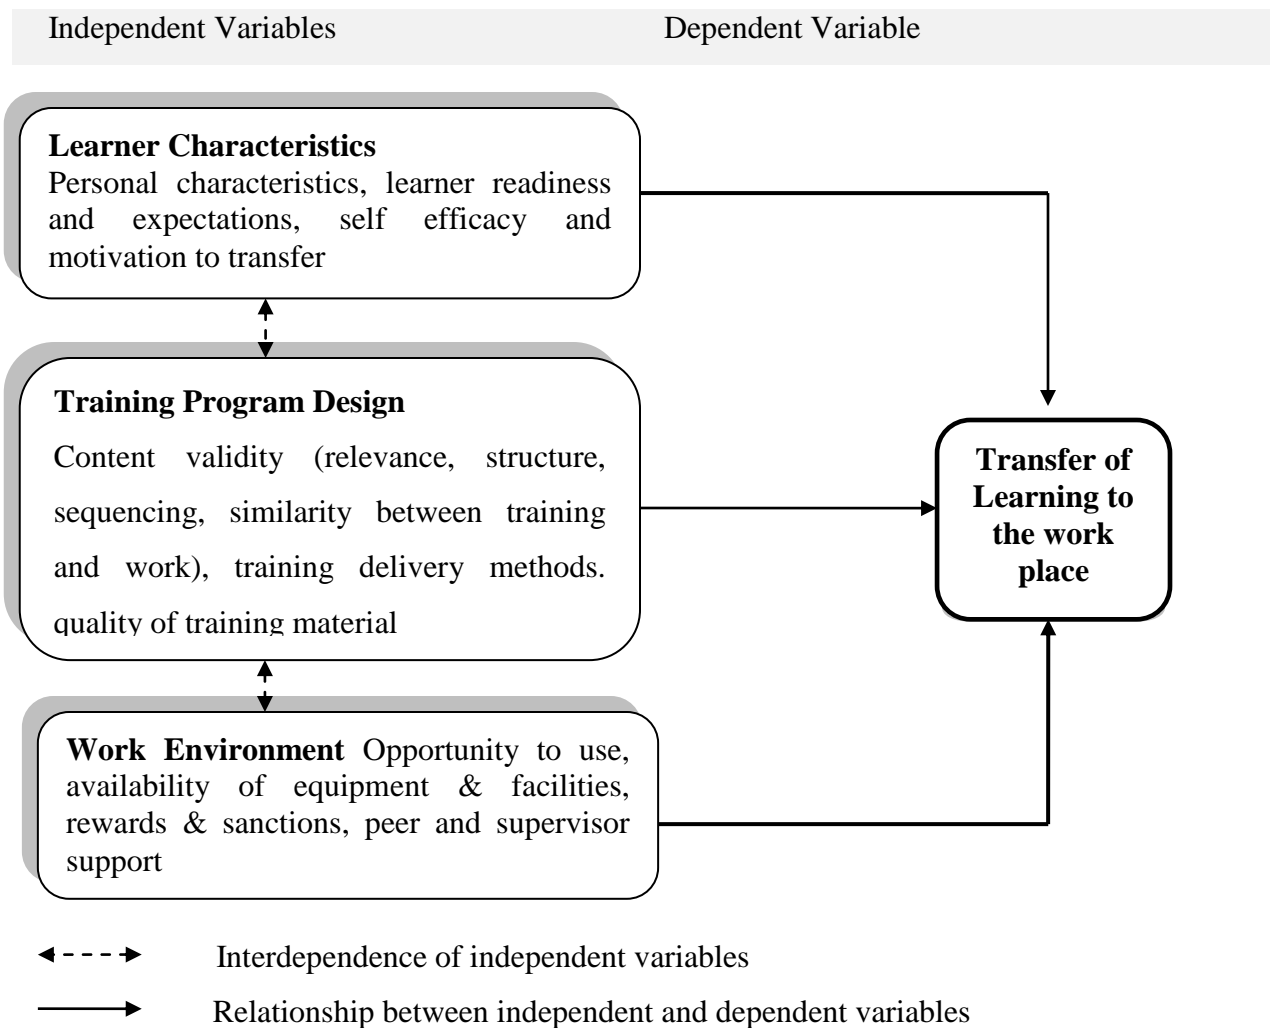 Independent Variables Dependent Variable
Learner Characteristics
Personal characteristics, learner readiness
and expectations, self efficacy and
motivation to transfer
Training Program Design
Content validity (relevance, structure,
sequencing, similarity between training
and work), training delivery methods.
quality of training material
Transfer of
Learning to
the work
place
Work Environment Opportunity to use,
availability of equipment & facilities,
rewards & sanctions, peer and supervisor
support
Interdependence of independent variables
Relationship between independent and dependent variables